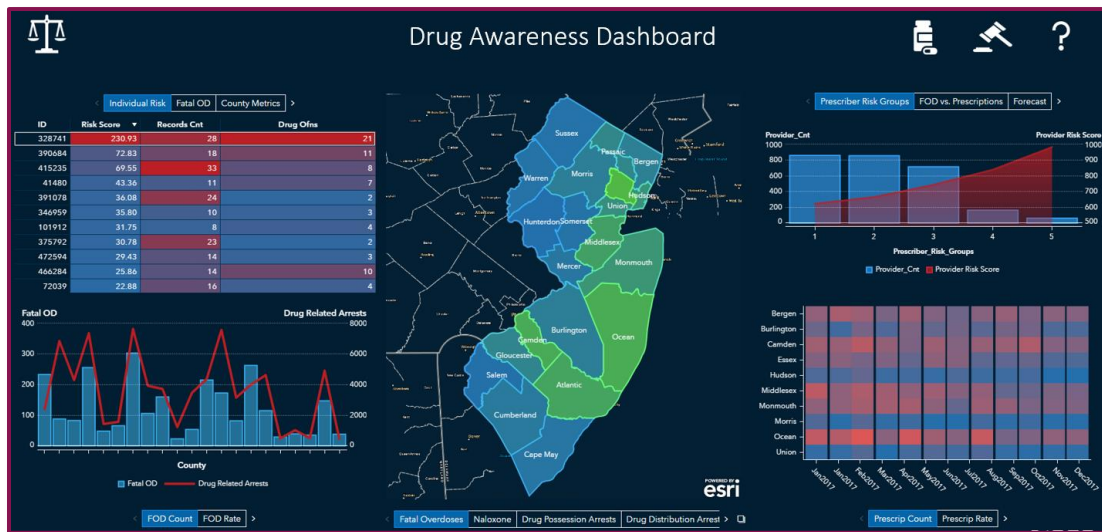 Drug Awareness Dashboard
?
< Individual Risk Fatal OD County Metrics >
ID Risk Score ▼ Records Cnt Drug Ofns
328741 230.93 28 21
390684 72.83 18 11
415235 69.55 33 8
41480 43.36 11 7
391078 36.08 24 2
346959 35.80 10 3
101912 31.75 8 4
375792 30.78 23 2
472594 29.43 14 3
466284 25.86 14 10
72039 22.88 16 4
Fatal OD Drug Related Arrests
400 8000
300 6000
200 4000
100 2000
0 0
County
Fatal OD Drug Related Arrests
< FOD Count FOD Rate >
Sussex
Passaic
Bergen
Warren
Morris
Hudson
Union
Hunterdon
Somerset
Middlesex
Mercer
Monmouth
Burlington
Ocean
Camden
Gloucester
Salem
Atlantic
Cumberland
Cape May
POWERED BY
esri
< Fatal Overdoses Naloxone Drug Possession Arrests Drug Distribution Arrest >
< Prescriber Risk Groups FOD vs. Prescriptions Forecast >
Provider_Cnt Provider Risk Score
1000 1000
800 900
600 800
400 700
200 600
0 500
1 2 3 4 5
Prescriber_Risk_Groups
Provider_Cnt Provider Risk Score
Bergen
Burlington
Camden
Essex
Hudson
Middlesex
Monmouth
Morris
Ocean
Union
Jan2017 Jan2017 Feb2017 Mar2017 Apr2017 May2017 Jun2017 Jul2017 Aug2017 Sep2017 Oct2017 Nov2017 Dec2017
< Prescrip Count Prescrip Rate >